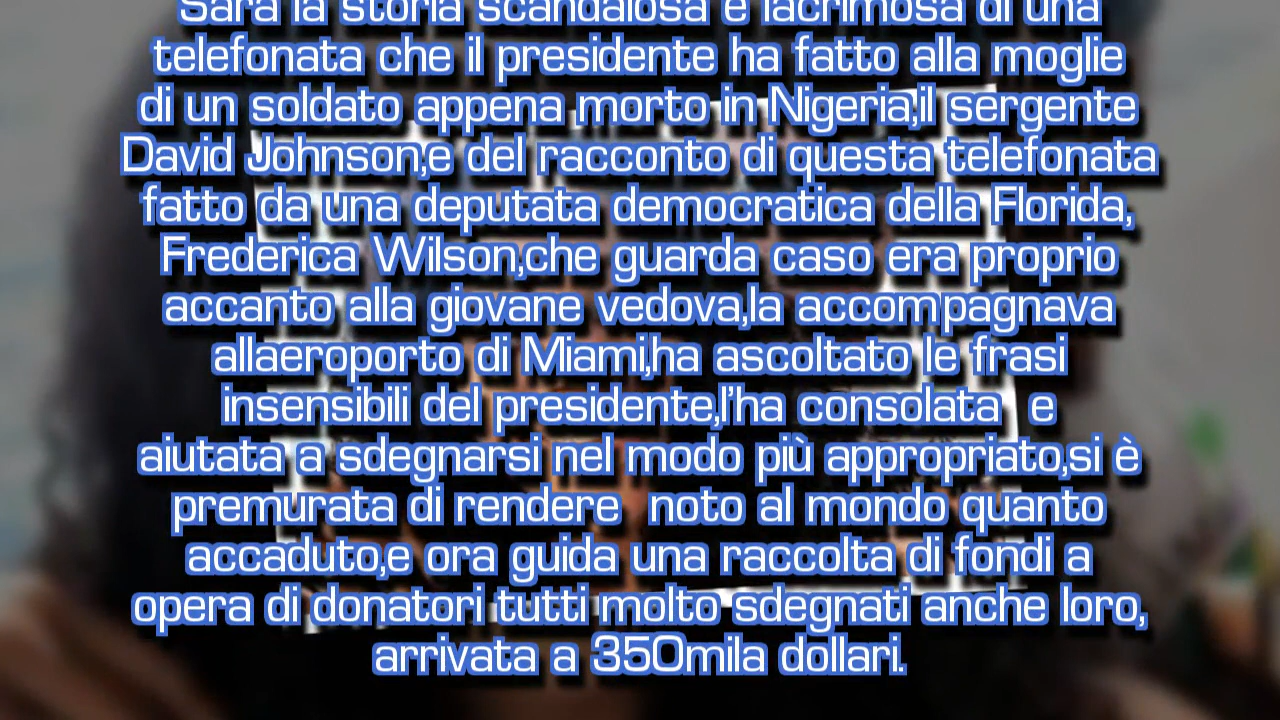 Sarà la storia scandalosa e lacrimosa di una
telefonata che il presidente ha fatto alla moglie
di un soldato appena morto in Nigeria,il sergente
David Johnson,e del racconto di questa telefonata
fatto da una deputata democratica della Florida,
Frederica Wilson,che guarda caso era proprio
accanto alla giovane vedova,la accompagnava
allaeroporto di Miami,ha ascoltato le frasi
insensibili del presidente,l'ha consolata e
aiutata a sdegnarsi nel modo più appropriato,si è
premurata di rendere noto al mondo quanto
accaduto,e ora guida una raccolta di fondi a
opera di donatori tutti molto sdegnati anche loro,
arrivata a 350mila dollari.